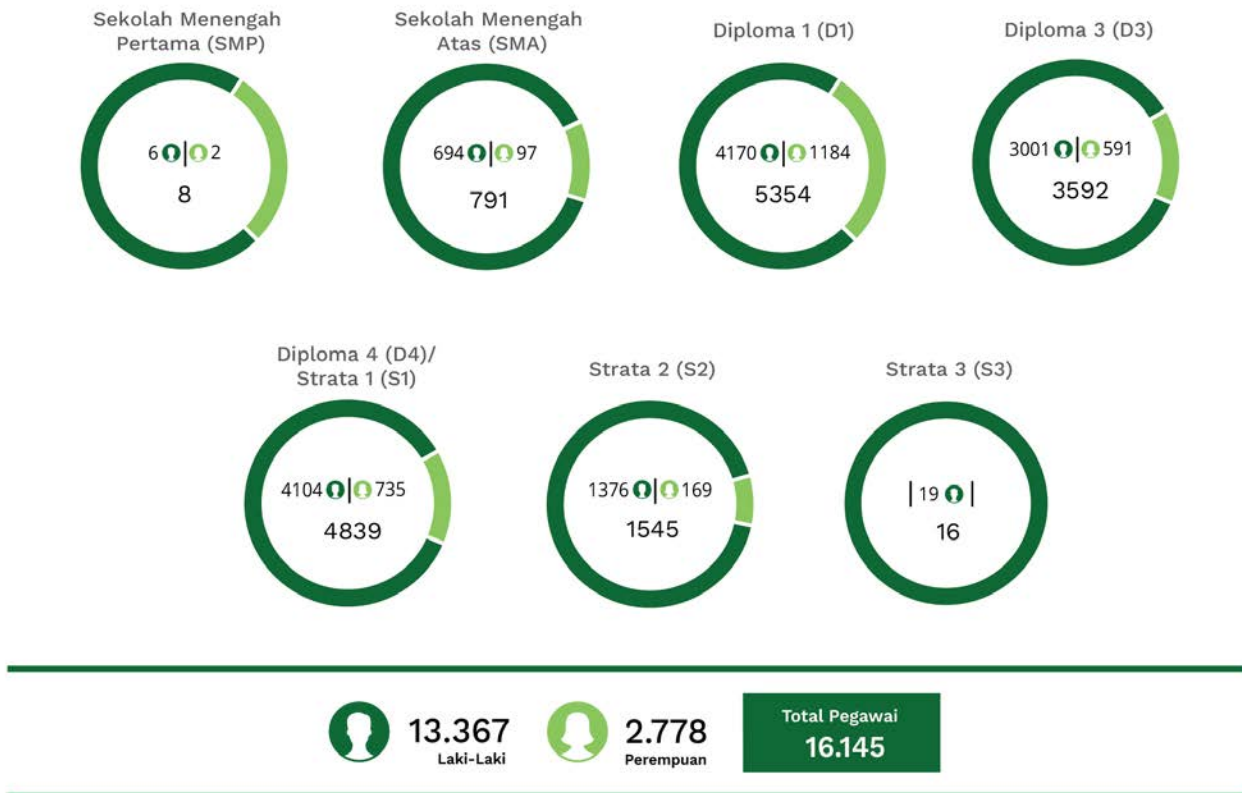 Sekolah Menengah
Pertama (SMP)
6 | 2
8
Sekolah Menengah
Atas (SMA)
694 | 97
791
Diploma 1 (D1)
4170 | 1184
5354
Diploma 3 (D3)
3001 | 591
3592
Diploma 4 (D4)/
Strata 1 (S1)
4104 | 735
4839
Strata 2 (S2)
1376 | 169
1545
Strata 3 (S3)
| 19 |
16
13.367
Laki-Laki
2.778
Perempuan
Total Pegawai
16.145